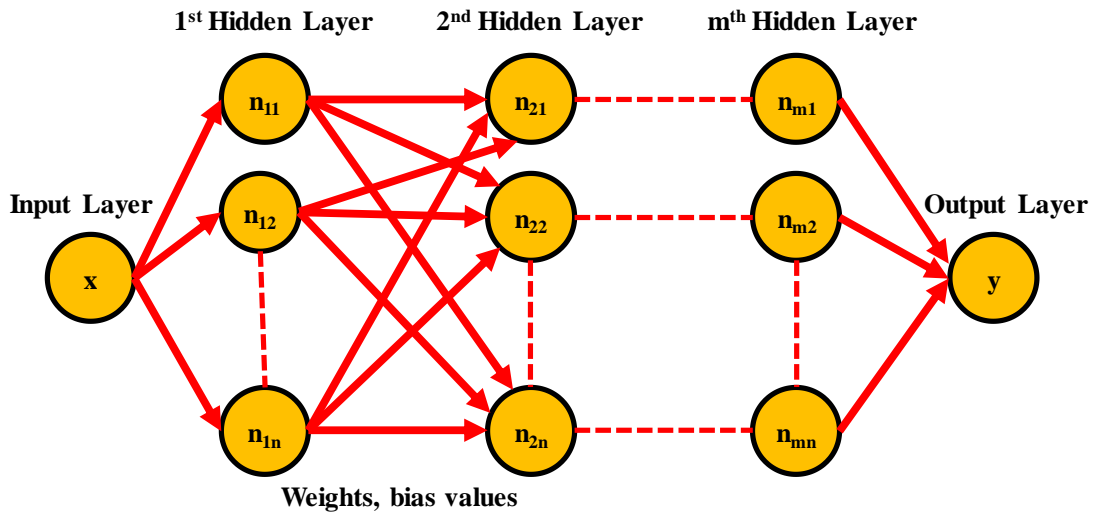 1st Hidden Layer 2nd Hidden Layer mth Hidden Layer
n11 n21 nm1
Input Layer n12 n22 nm2 Output Layer
x y
n1n n2n nmn
Weights, bias values